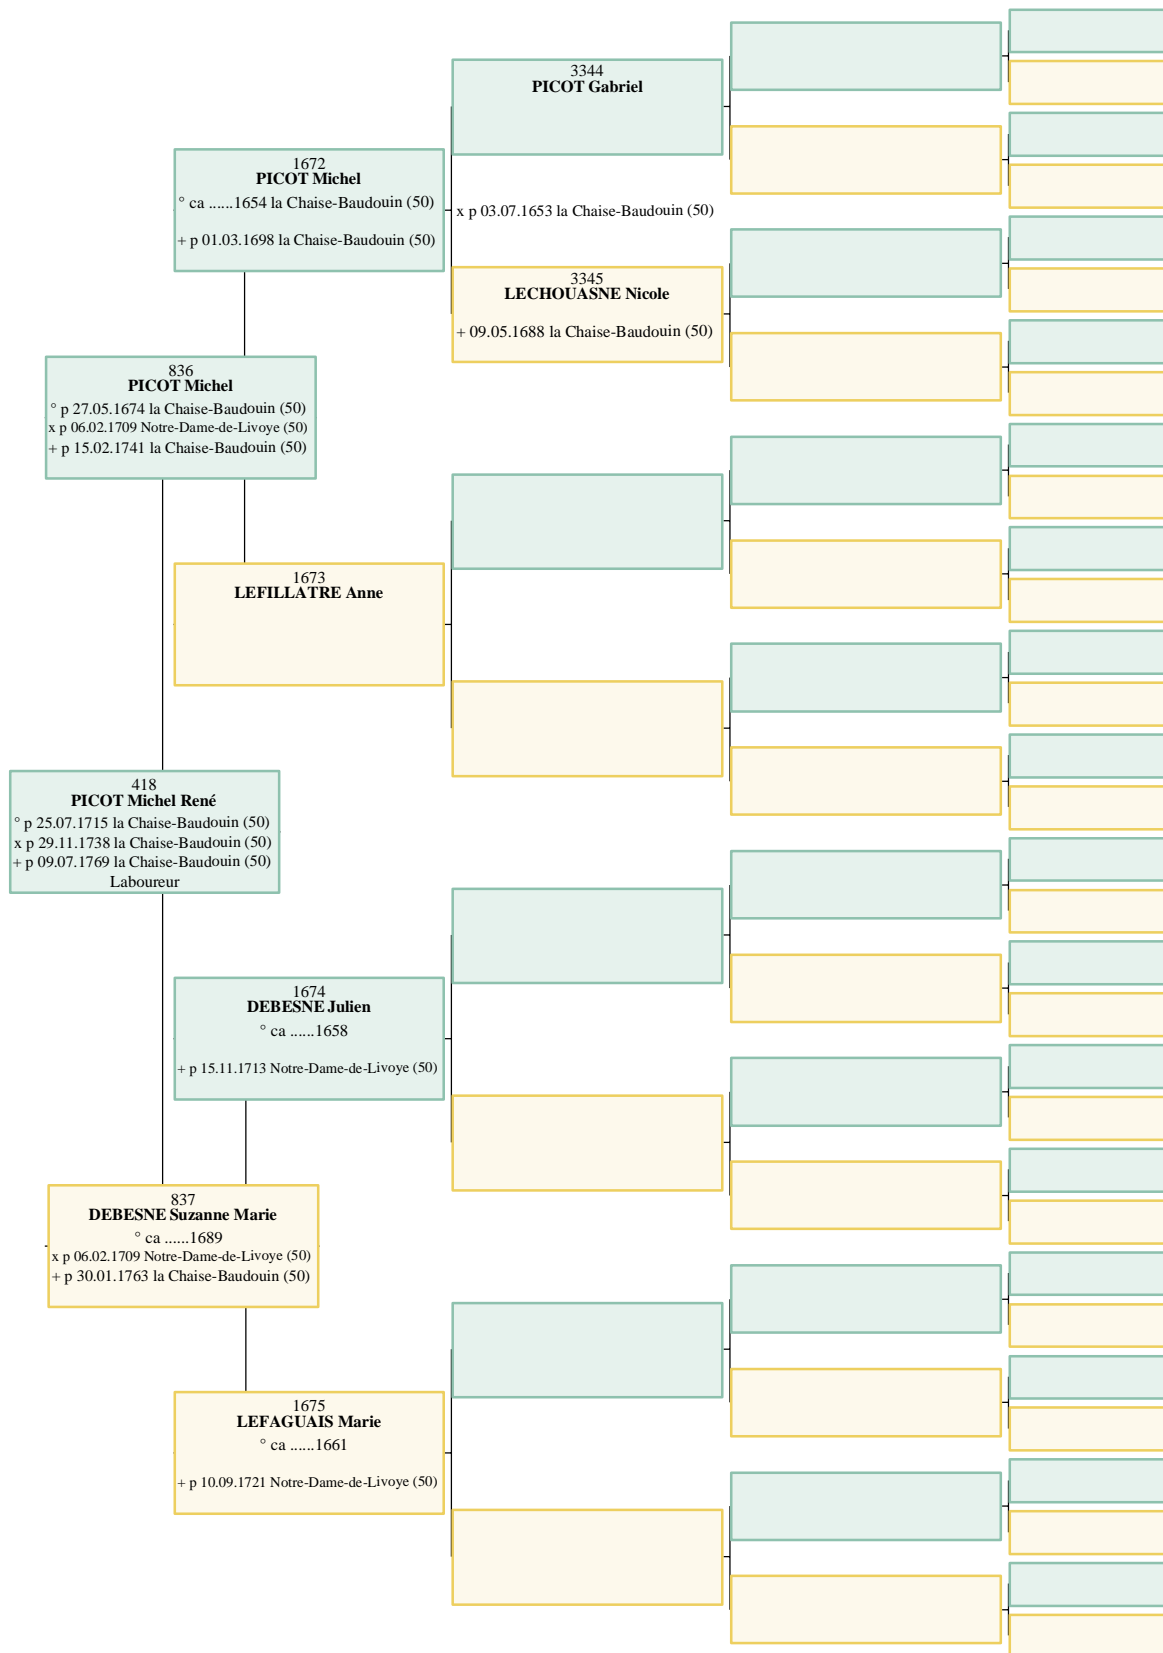 3344
PICOT Gabriel
1672
PICOT Michel
° ca ......1654 la Chaise-Baudouin (50)
+ p 01.03.1698 la Chaise-Baudouin (50)
x p 03.07.1653 la Chaise-Baudouin (50)
3345
LECHOUASNE Nicole
+ 09.05.1688 la Chaise-Baudouin (50)
836
PICOT Michel
° p 27.05.1674 la Chaise-Baudouin (50)
x p 06.02.1709 Notre-Dame-de-Livoye (50)
+ p 15.02.1741 la Chaise-Baudouin (50)
1673
LEFILLATRE Anne
418
PICOT Michel René
° p 25.07.1715 la Chaise-Baudouin (50)
x p 29.11.1738 la Chaise-Baudouin (50)
+ p 09.07.1769 la Chaise-Baudouin (50)
Laboureur
1674
DEBESNE Julien
° ca ......1658
+ p 15.11.1713 Notre-Dame-de-Livoye (50)
837
DEBESNE Suzanne Marie
° ca ......1689
x p 06.02.1709 Notre-Dame-de-Livoye (50)
+ p 30.01.1763 la Chaise-Baudouin (50)
1675
LEFAGUAIS Marie
° ca ......1661
+ p 10.09.1721 Notre-Dame-de-Livoye (50)